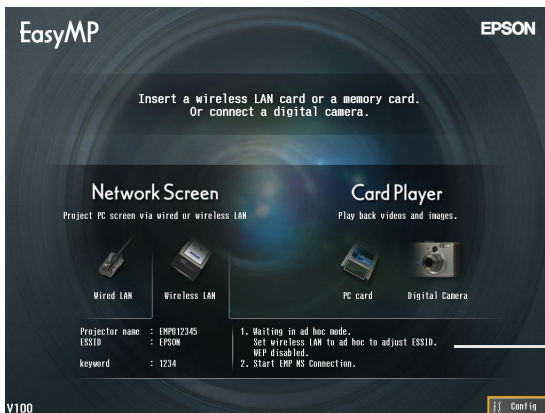 EasyMP
EPSON
Insert a wireless LAN card or a memory card.
Or connect a digital camera.
Network Screen
Project PC screen via wired or wireless LAN
Wired LAN
Wireless LAN
Card Player
Play back videos and images.
PC card
Digital Camera
Projector name : EMP012345
ESSID : EPSON
keyword : 1234
1. Waiting in ad hoc mode.
Set wireless LAN to ad hoc to adjust ESSID.
WEP disabled.
2. Start EMP NS Connection.
V100
Config